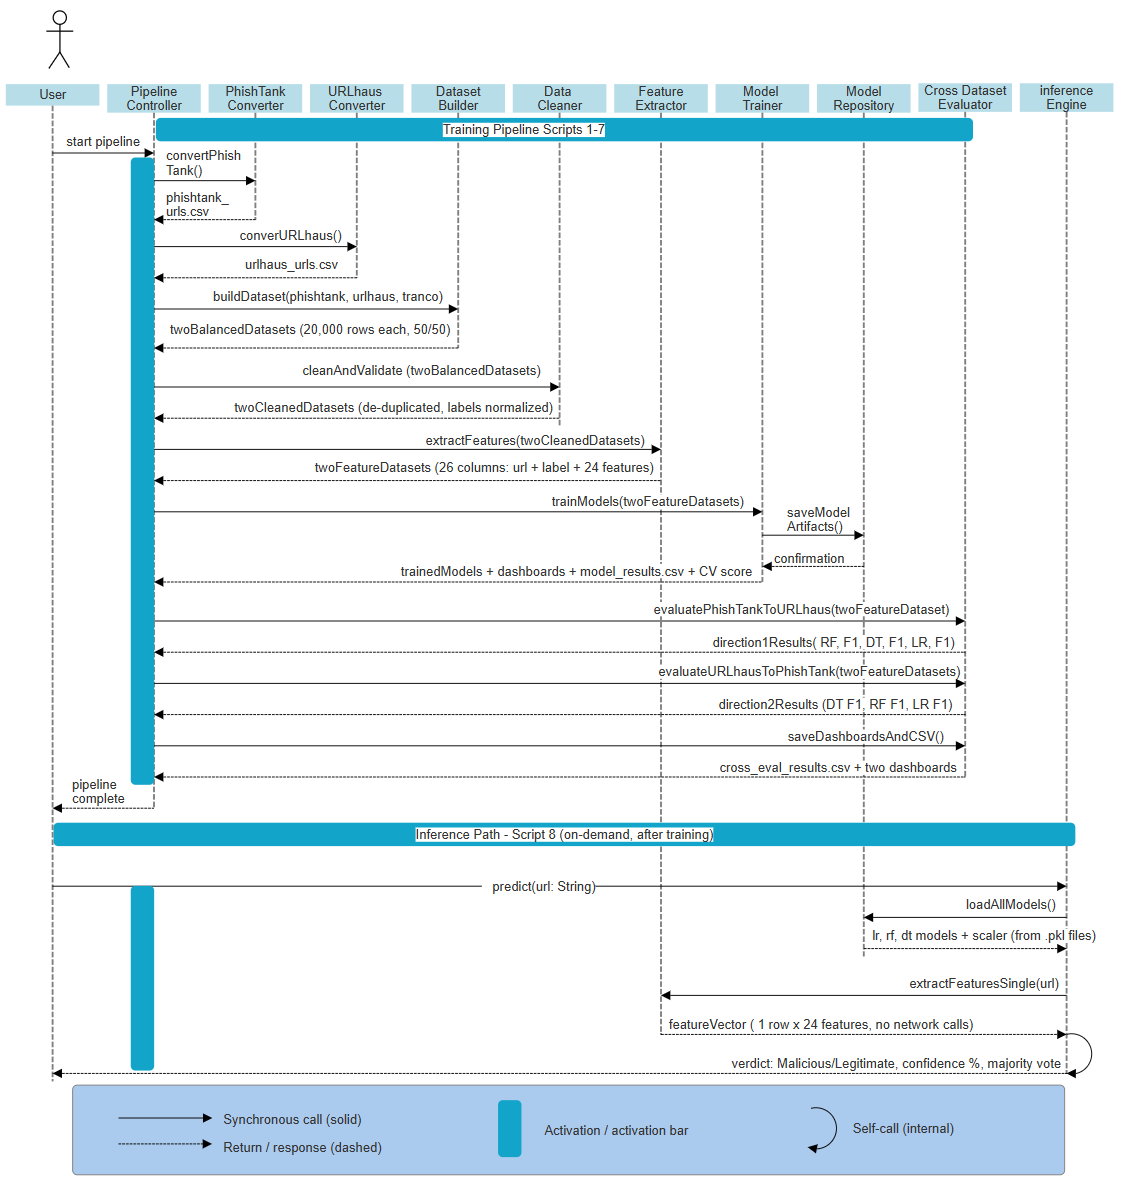 User
Pipeline
Controller
PhishTank
Converter
URLhaus
Converter
Dataset
Builder
Data
Cleaner
Feature
Extractor
Model
Trainer
Model
Repository
Cross Dataset
Evaluator
inference
Engine
Training Pipeline Scripts 1-7
start pipeline
convertPhish
Tank()
phishtank_
urls.csv
converURLhaus()
urlhaus_urls.csv
buildDataset(phishtank, urlhaus, tranco)
twoBalancedDatasets (20,000 rows each, 50/50)
cleanAndValidate (twoBalancedDatasets)
twoCleanedDatasets (de-duplicated, labels normalized)
extractFeatures(twoCleanedDatasets)
twoFeatureDatasets (26 columns: url + label + 24 features)
trainModels(twoFeatureDatasets)
saveModel
Artifacts()
confirmation
trainedModels + dashboards + model_results.csv + CV score
evaluatePhishTankToURLhaus(twoFeatureDataset)
direction1Results( RF, F1, DT, F1, LR, F1)
evaluateURLhausToPhishTank(twoFeatureDatasets)
direction2Results (DT F1, RF F1, LR F1)
saveDashboardsAndCSV()
cross_eval_results.csv + two dashboards
pipeline
complete
Inference Path - Script 8 (on-demand, after training)
predict(url: String)
loadAllModels()
lr, rf, dt models + scaler (from .pkl files)
extractFeaturesSingle(url)
featureVector ( 1 row x 24 features, no network calls)
verdict: Malicious/Legitimate, confidence %, majority vote
Synchronous call (solid)
Return / response (dashed)
Activation / activation bar
Self-call (internal)